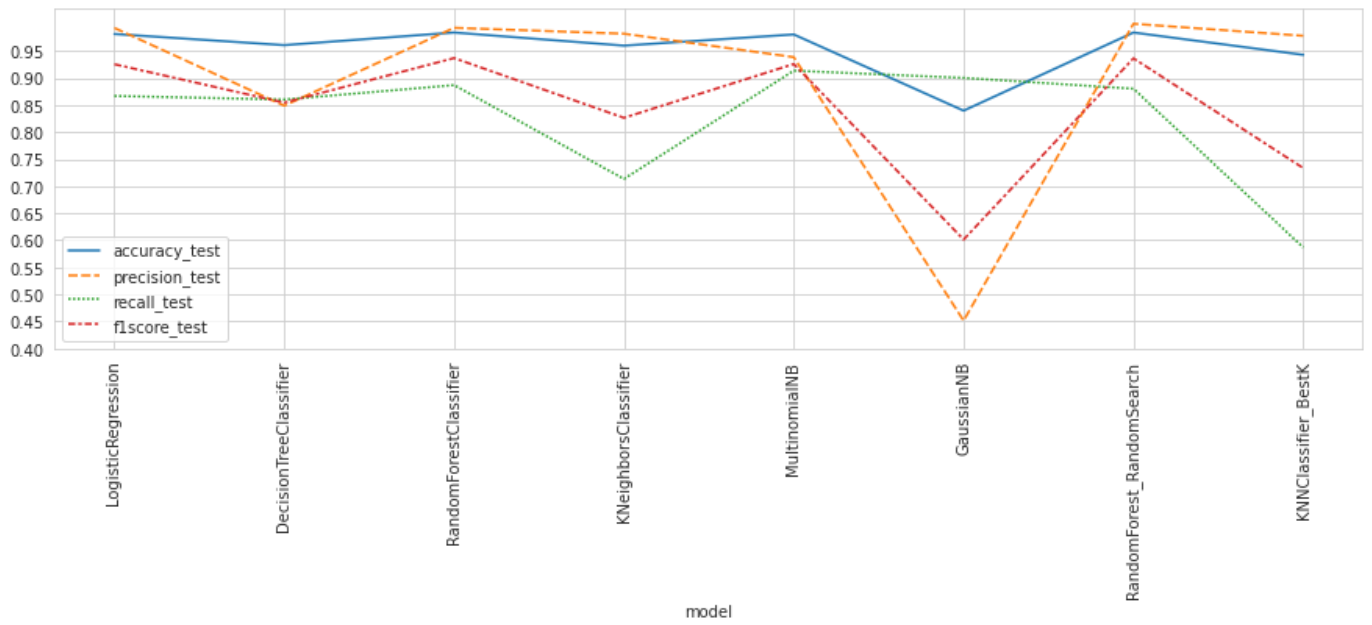 0.95
0.90
0.85
0.80
0.75
0.70
0.65
0.60
0.55
0.50
0.45
0.40
accuracy_test
precision_test
recall_test
f1score_test
LogisticRegression
DecisionTreeClassifier
RandomForestClassifier
KNeighborsClassifier
MultinomialNB
GaussianNB
RandomForest_RandomSearch
KNNClassifier_BestK
model